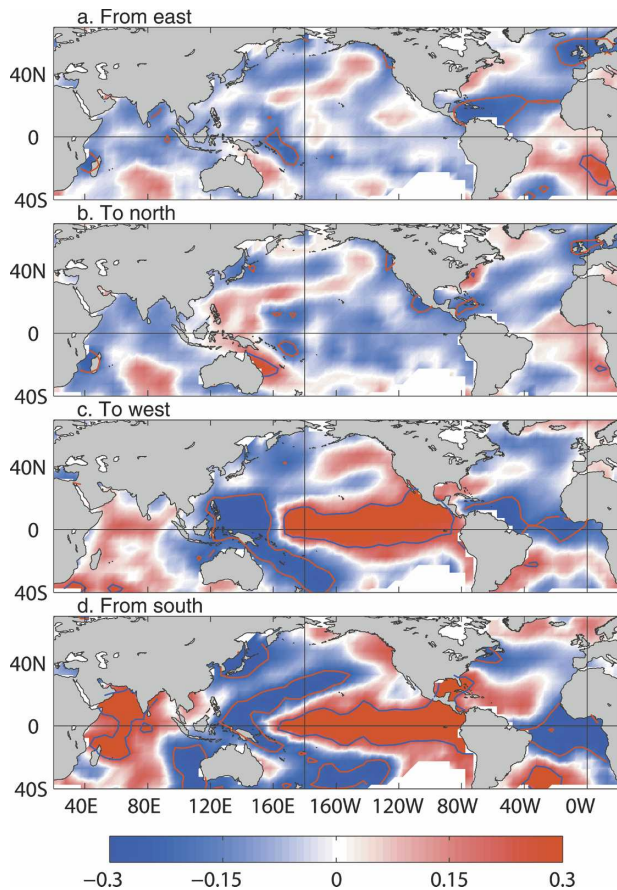 a. From east
40N
0
40S
b. To north
40N
0
40S
c. To west
40N
0
40S
d. From south
40N
0
40S
40E 80E 120E 160E 160W 120W 80W 40W 0W
−0.3 −0.15 0 0.15 0.3